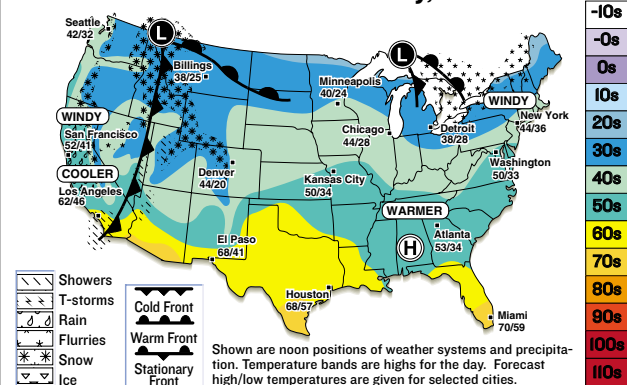 Seattle
42/32
L
Billings
38/25
L
Minneapolis
40/24
WINDY
New York
44/36
WINDY
San Francisco
52/41
Chicago
44/28
Detroit
38/28
Washington
50/33
COOLER
Los Angeles
62/46
Denver
44/20
Kansas City
50/34
WARMER
Atlanta
53/34
H
El Paso
68/41
Houston
68/57
Miami
70/59
Showers
T-storms
Rain
Flurries
Snow
Ice
Cold Front
Warm Front
Stationary
Front
Shown are noon positions of weather systems and precipita-
tion. Temperature bands are highs for the day. Forecast
high/low temperatures are given for selected cities.
-10s
-0s
0s
10s
20s
30s
40s
50s
60s
70s
80s
90s
100s
110s